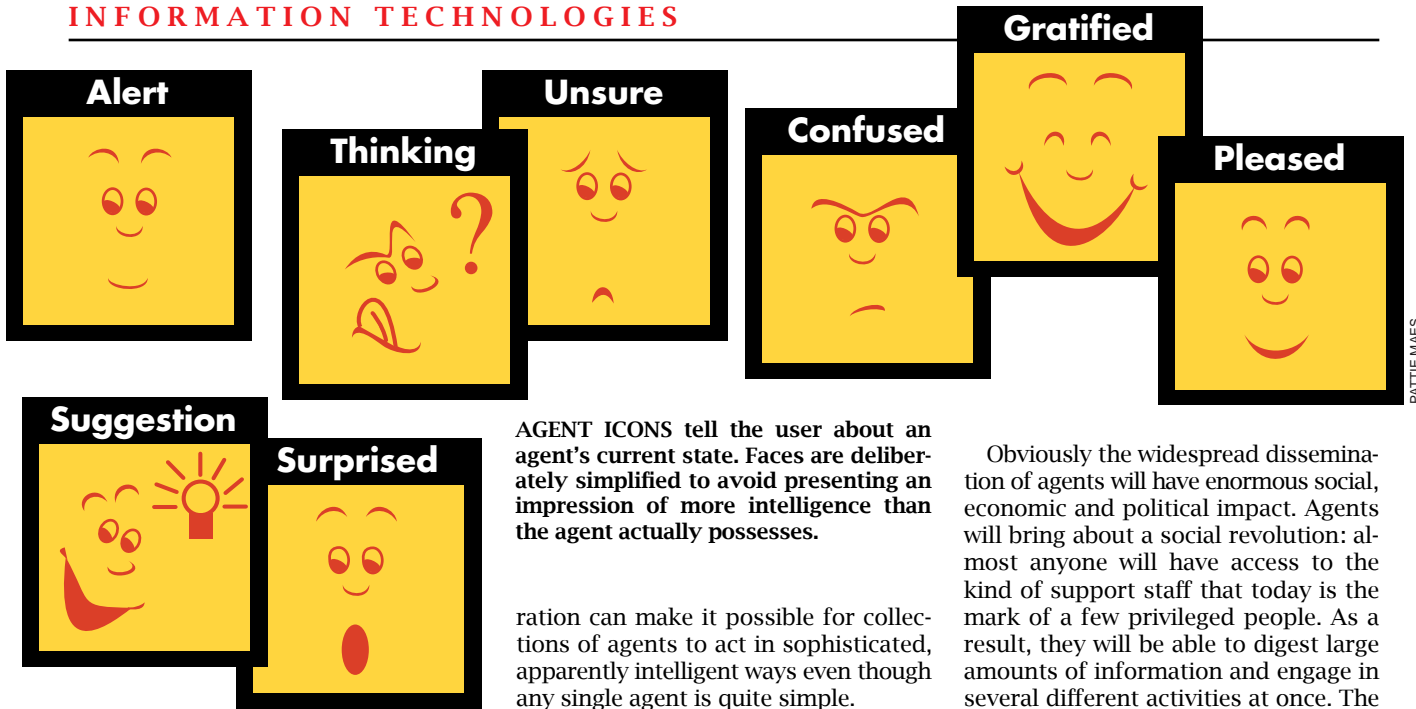 INFORMATION TECHNOLOGIES
Alert
Thinking
Unsure
Confused
Gratified
Pleased
PATTIE MAES
Suggestion
Surprised
?
AGENT ICONS tell the user about an
agent's current state. Faces are deliber-
ately simplified to avoid presenting an
impression of more intelligence than
the agent actually possesses.
ration can make it possible for collec-
tions of agents to act in sophisticated,
apparently intelligent ways even though
any single agent is quite simple.
Obviously the widespread dissemina-
tion of agents will have enormous social,
economic and political impact. Agents
will bring about a social revolution: al-
most anyone will have access to the
kind of support staff that today is the
mark of a few privileged people. As a
result, they will be able to digest large
amounts of information and engage in
several different activities at once. The